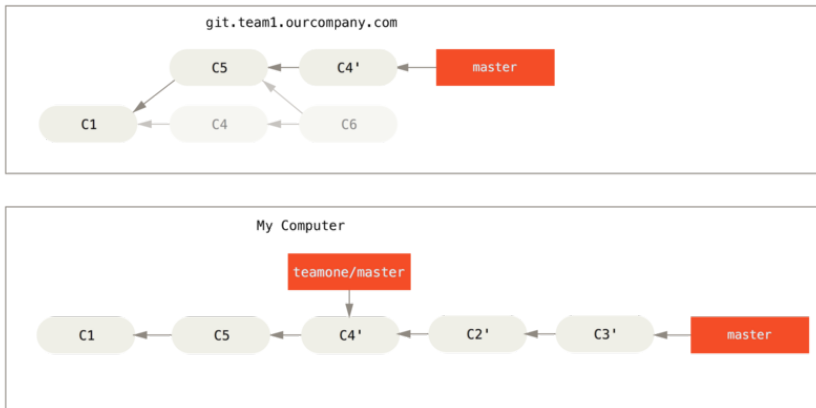 git.team1.ourcompany.com
C5 C4' master
C1 C4 C6
My Computer
teamone/master
C1 C5 C4' C2' C3' master